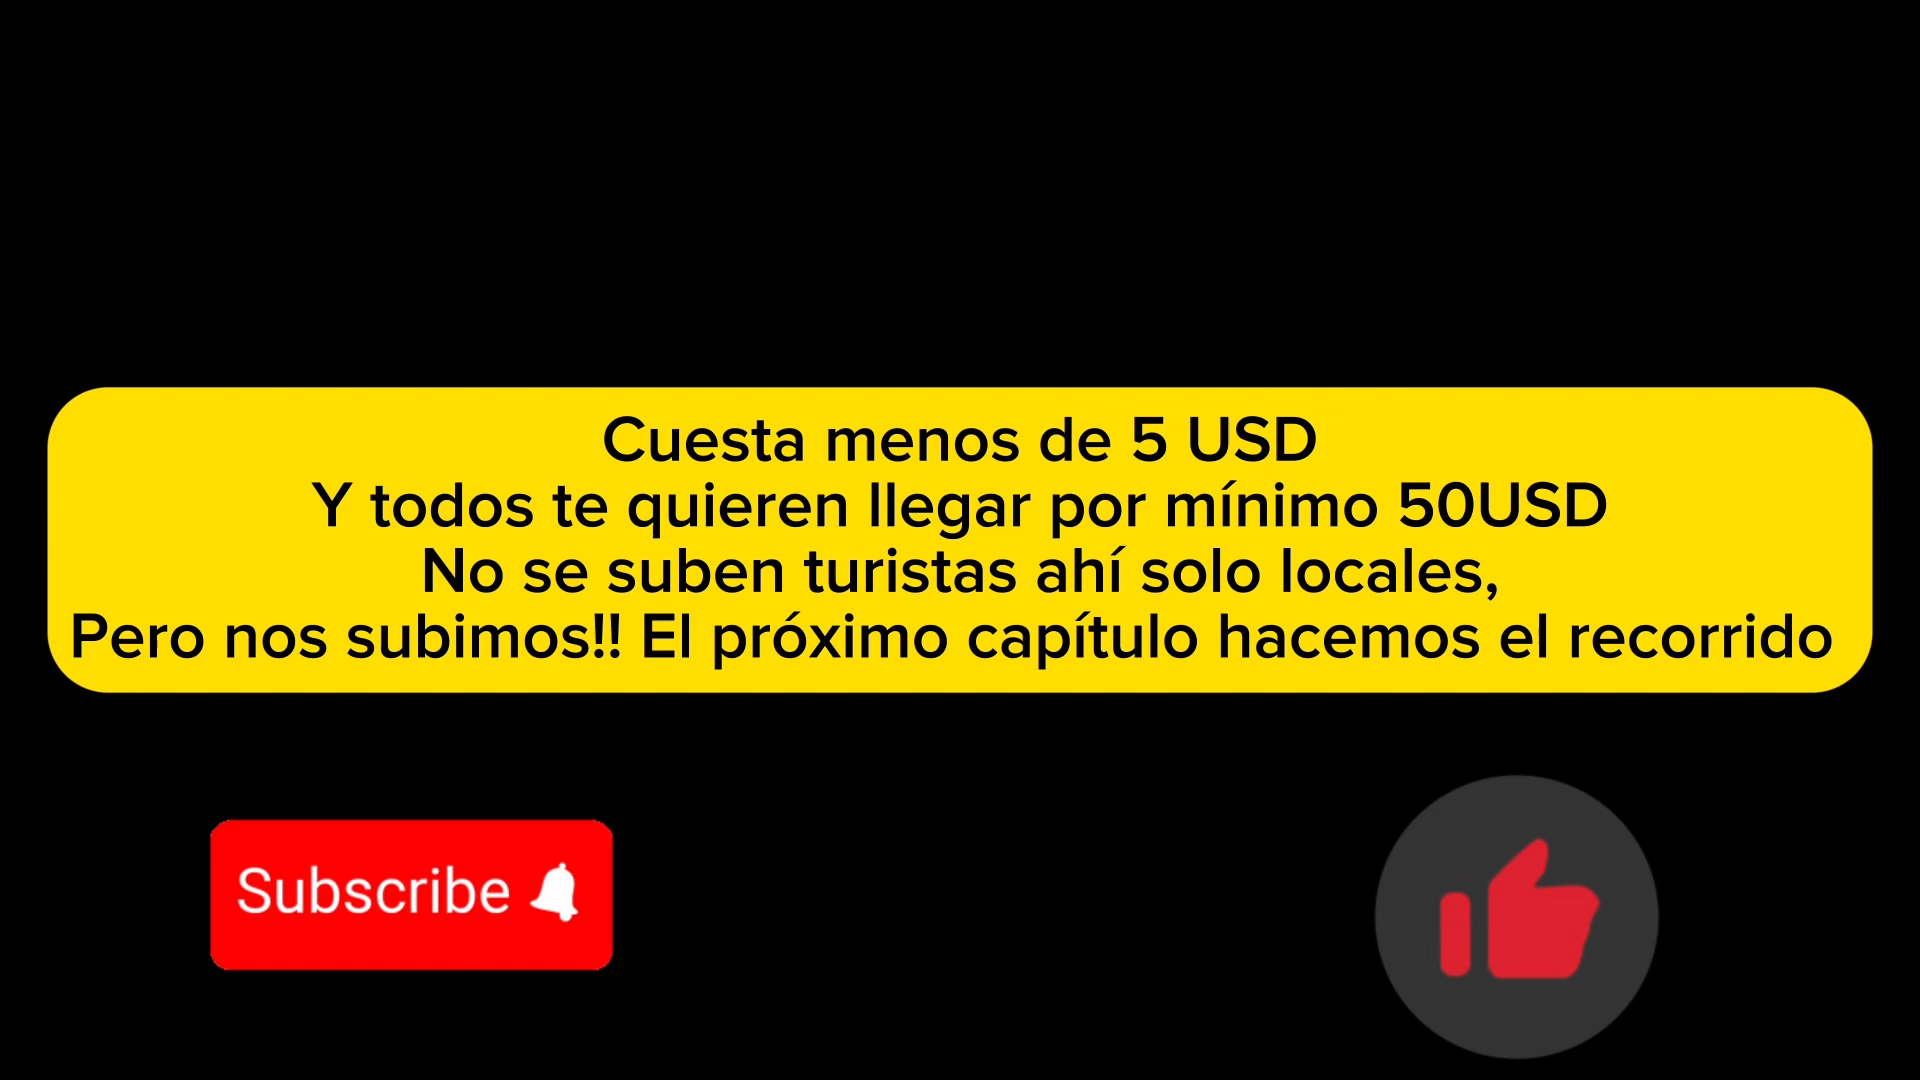 Cuesta menos de 5 USD
Y todos te quieren llegar por mínimo 50USD
No se suben turistas ahí solo locales,
Pero nos subimos!! El próximo capítulo hacemos el recorrido
Subscribe